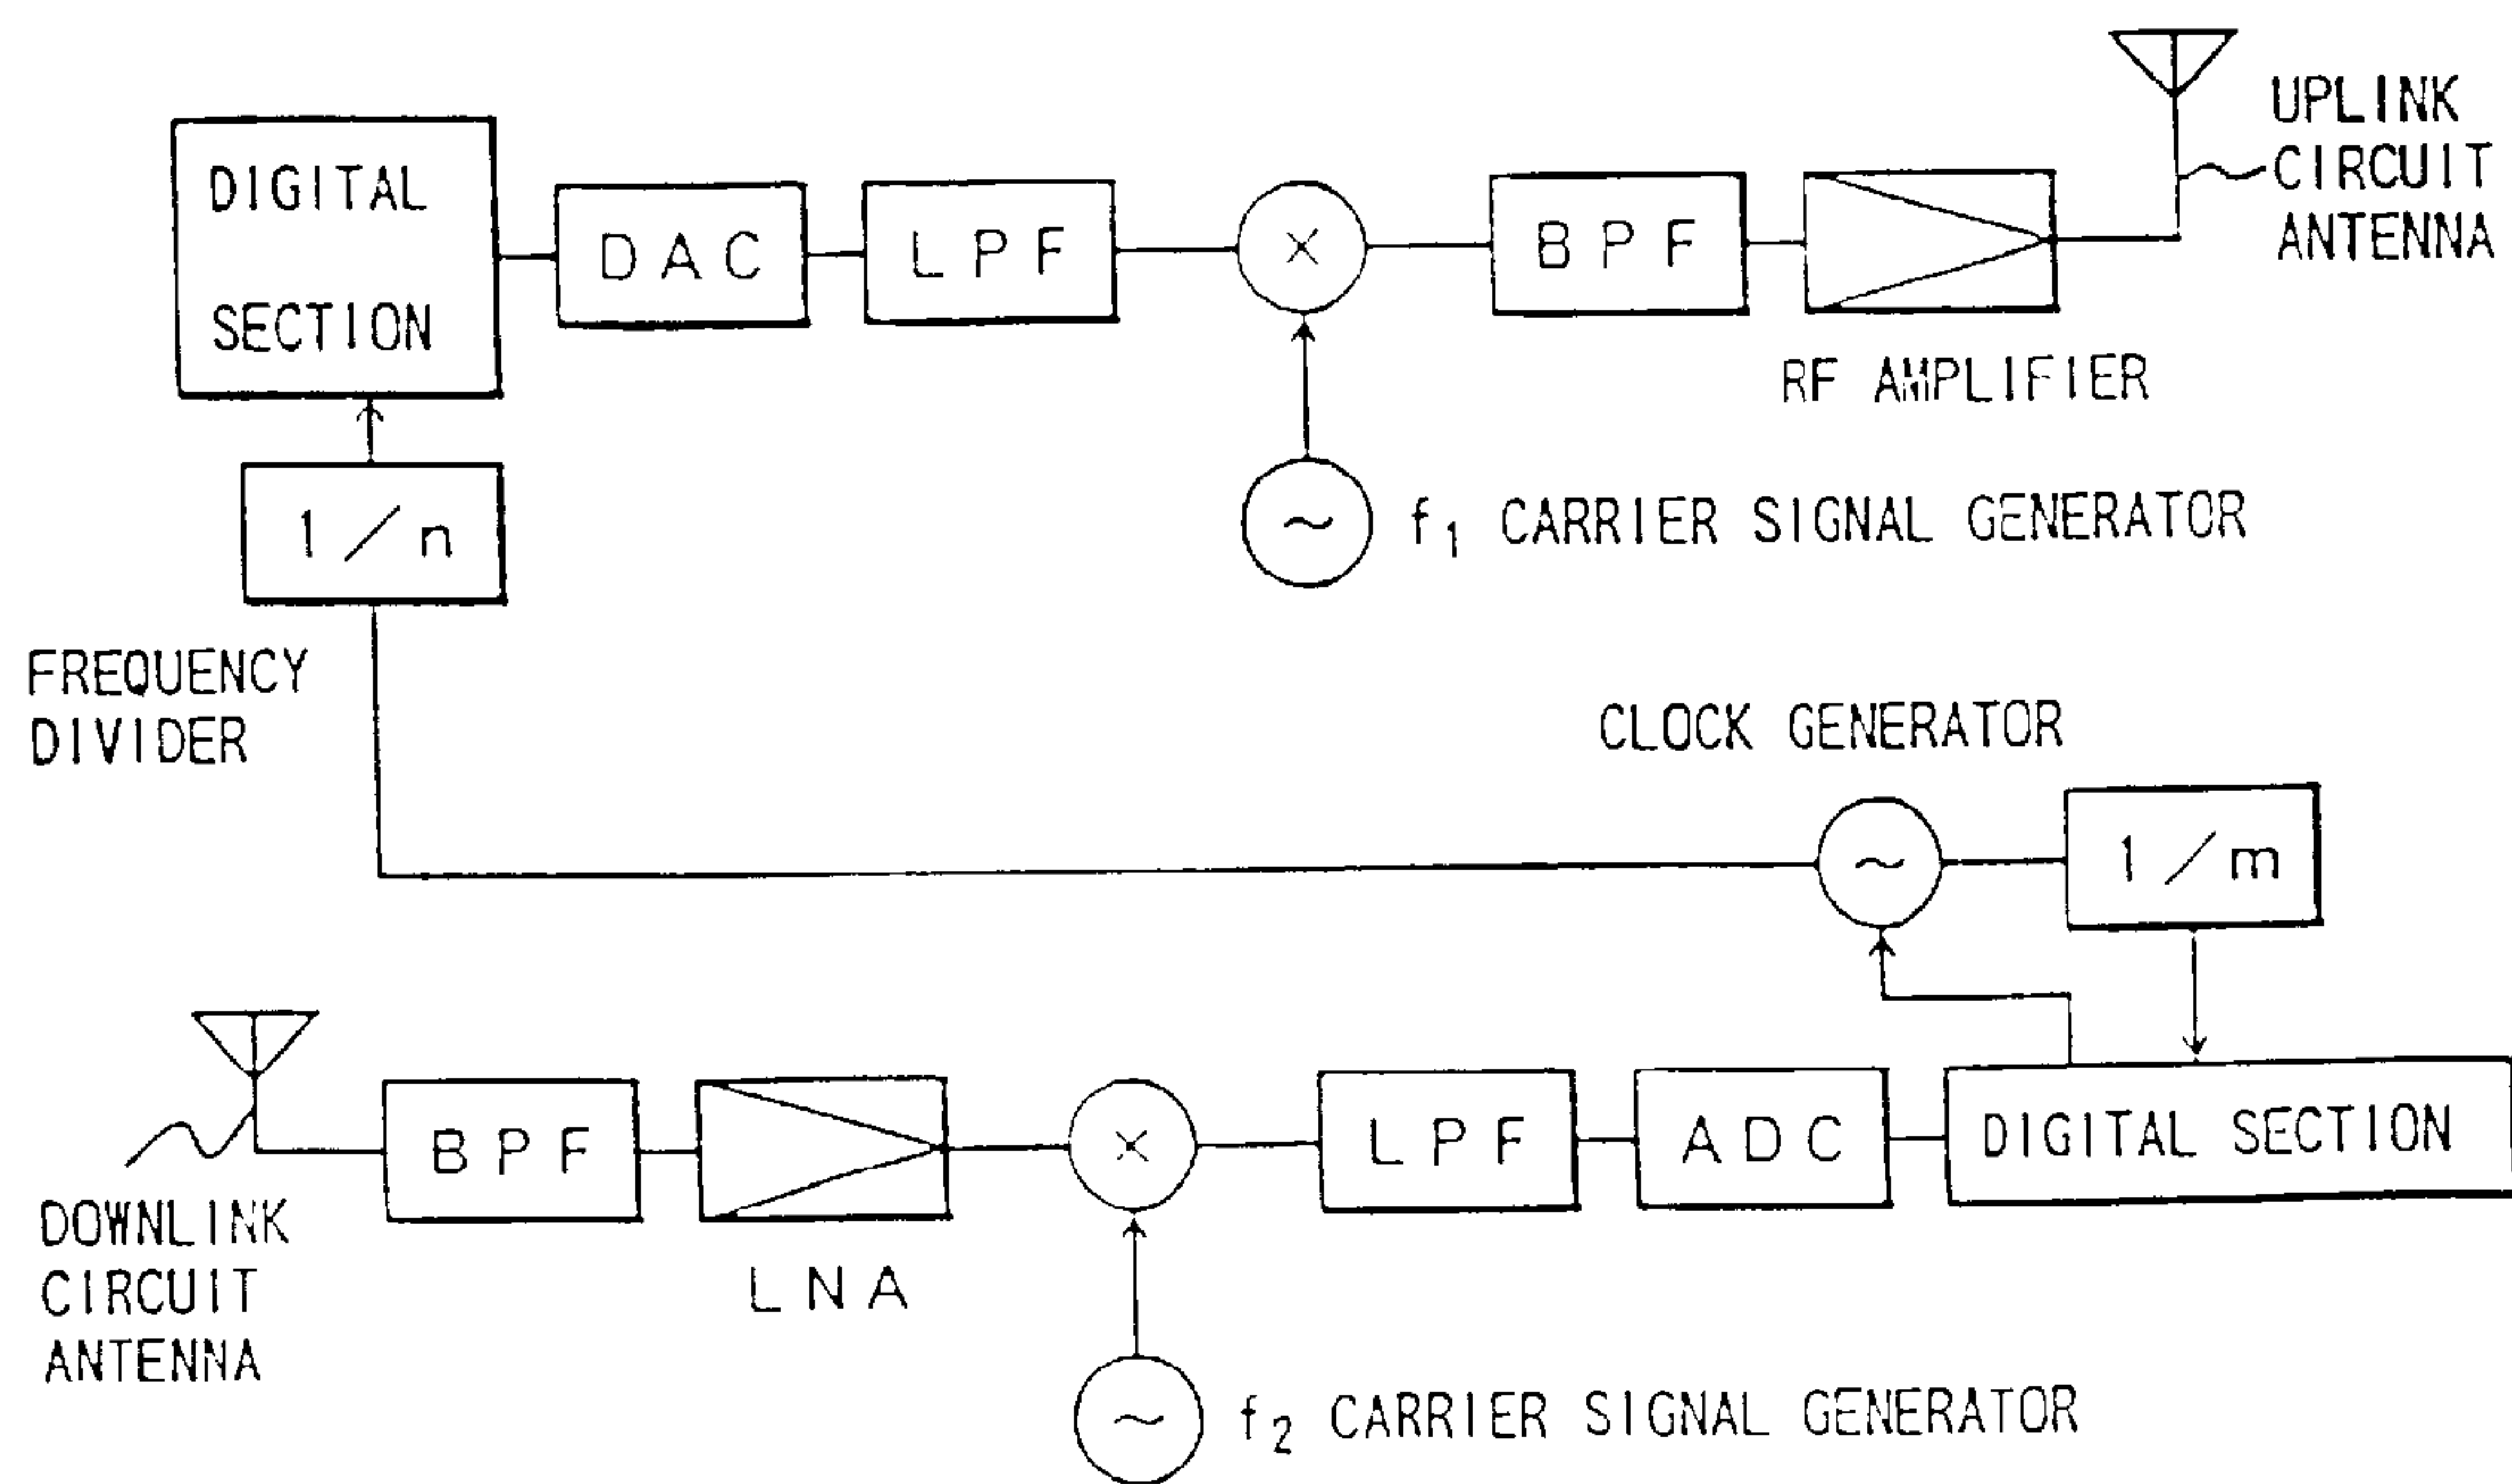 DIGITAL
SECTION
DAC
LPF
×
BPF
UPLINK
CIRCUIT
ANTENNA
RF AMPLIFIER
~
f₁ CARRIER SIGNAL GENERATOR
1/n
FREQUENCY
DIVIDER
CLOCK GENERATOR
~
1/m
BPF
LNA
×
LPF
ADC
DIGITAL SECTION
DOWNLINK
CIRCUIT
ANTENNA
~
f₂ CARRIER SIGNAL GENERATOR